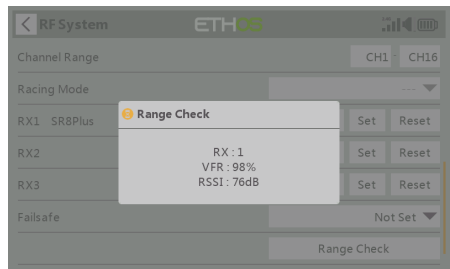 RF System
ETHOS
Channel Range
CH1 - CH16
Racing Mode
---
RX1 SR8Plus
Set
Reset
Range Check
RX : 1
VFR : 98%
RSSI : 76dB
RX2
Set
Reset
RX3
Set
Reset
Failsafe
Not Set
Range Check